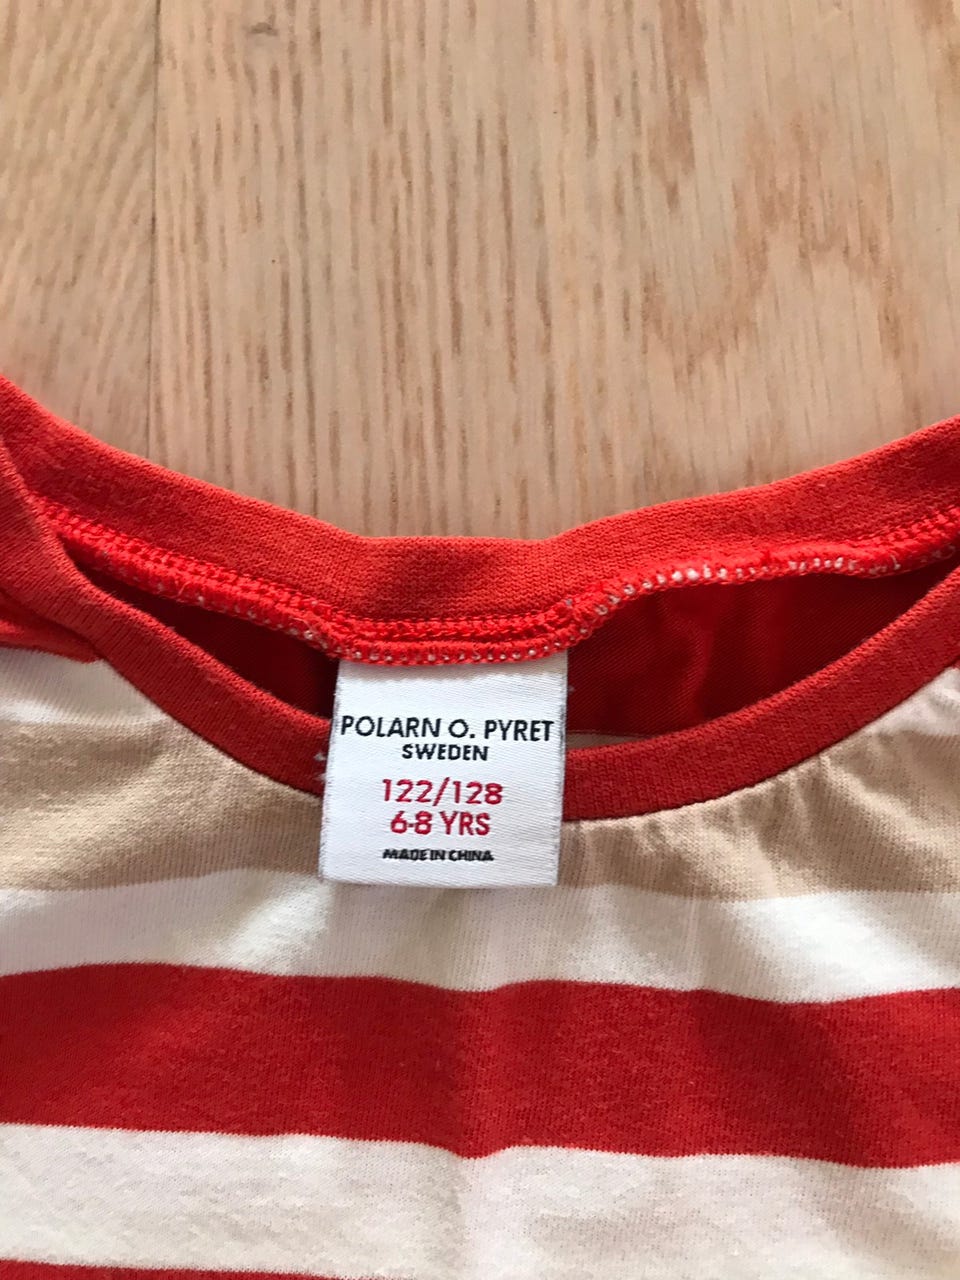 POLARN O. PYRET
SWEDEN
122/128
6-8 YRS
MADE IN CHINA